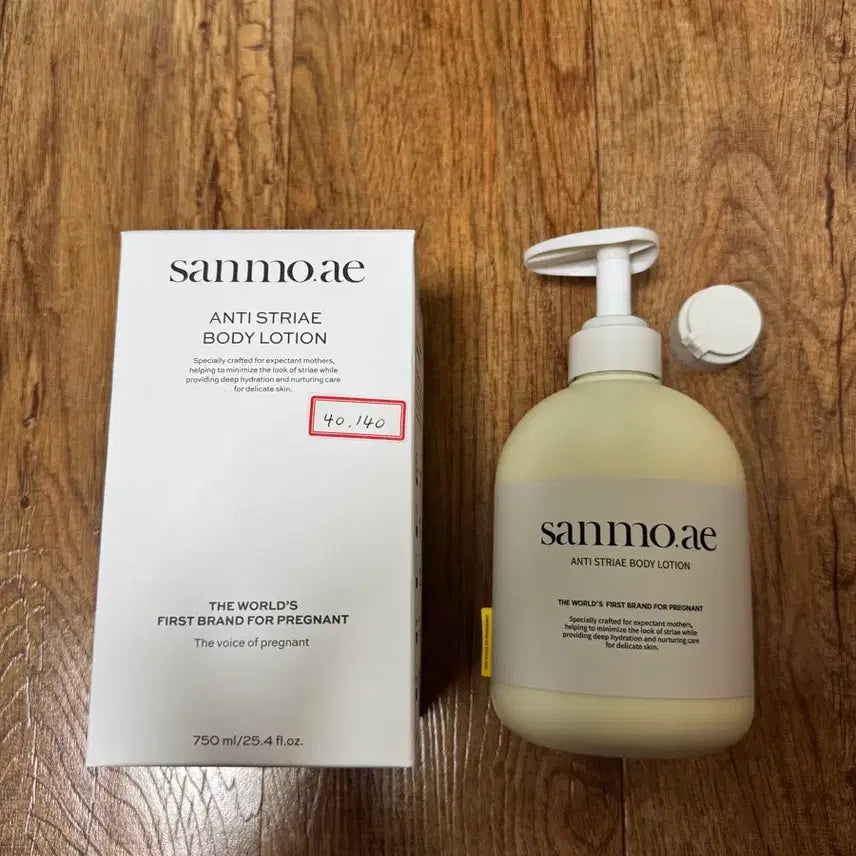 sanmo.ae
ANTI STRIAE
BODY LOTION
Specially crafted for expectant mothers,
helping to minimize the look of striae while
providing deep hydration and nurturing care
for delicate skin.
40,140
THE WORLD'S
FIRST BRAND FOR PREGNANT
The voice of pregnant
750 ml/25.4 fl.oz.
sanmo.ae
ANTI STRIAE BODY LOTION
THE WORLD'S FIRST BRAND FOR PREGNANT
Specially crafted for expectant mothers,
helping to minimize the look of striae while
providing deep hydration and nurturing care
for delicate skin.